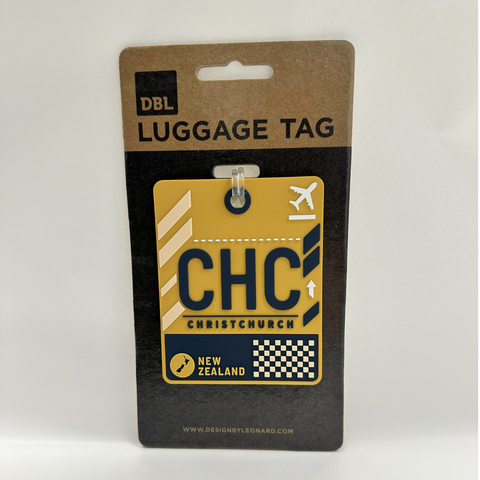 DBL
LUGGAGE TAG
CHC
CHRISTCHURCH
NEW
ZEALAND
WWW.DESIGNBYLEONARD.COM